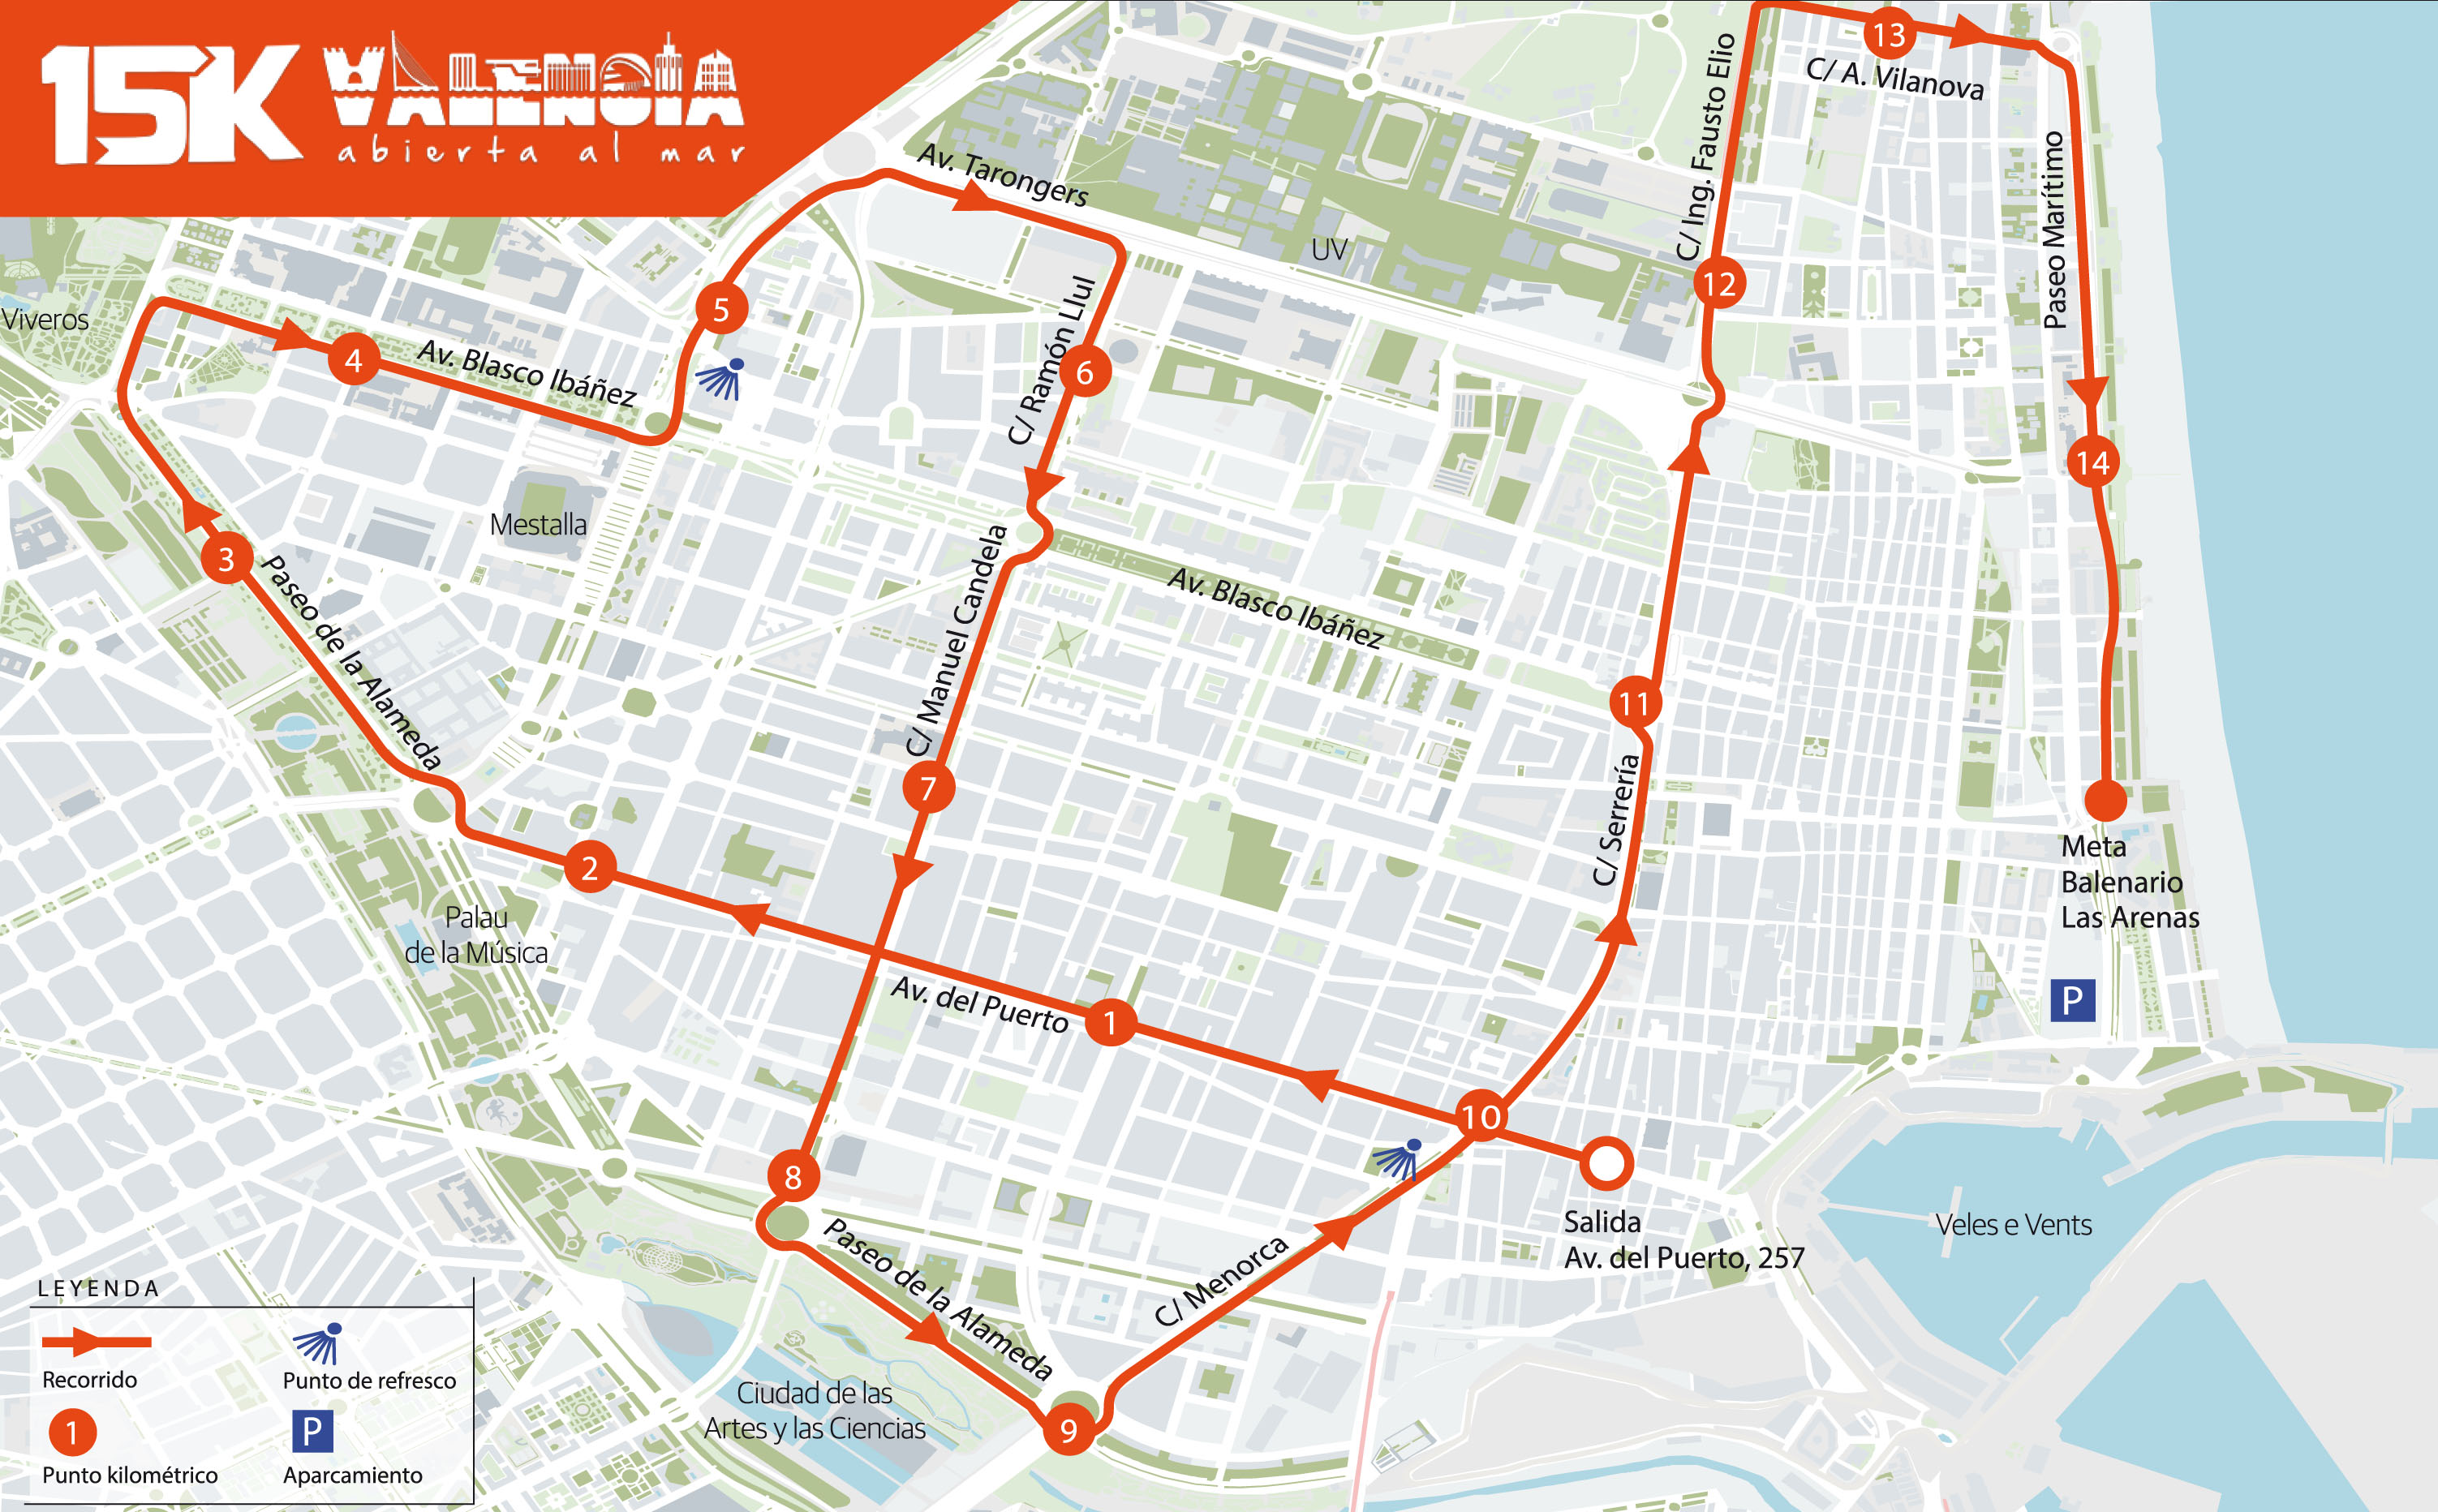 15K VALENCIA
abierta al mar
C/ A. Vilanova
13
C/ Ing. Fausto Elio
Paseo Marítimo
Av. Tarongers
UV
12
Viveros
5
C/ Ramón Llul
4
Av. Blasco Ibáñez
6
14
Mestalla
3
Paseo de la Alameda
C/ Manuel Candela
Av. Blasco Ibáñez
11
C/ Serrería
7
2
Meta
Balenario
Las Arenas
Palau
de la Música
P
Av. del Puerto
1
10
8
Salida
Av. del Puerto, 257
Veles e Vents
Paseo de la Alameda
C/ Menorca
9
Ciudad de las
Artes y las Ciencias
LEYENDA
Recorrido
Punto de refresco
1
P
Punto kilométrico
Aparcamiento